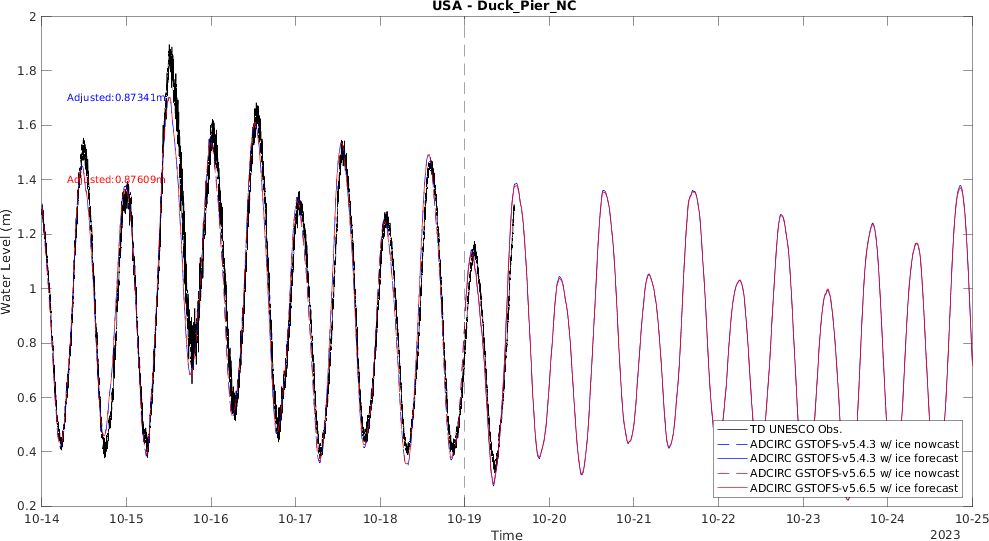 USA - Duck_Pier_NC
2
1.8
1.6
1.4
1.2
1
0.8
0.6
0.4
0.2
Water Level (m)
Adjusted:0.87341m
Adjusted:0.87609m
TD UNESCO Obs.
ADCIRC GSTOFS-v5.4.3 w/ ice nowcast
ADCIRC GSTOFS-v5.4.3 w/ ice forecast
ADCIRC GSTOFS-v5.6.5 w/ ice nowcast
ADCIRC GSTOFS-v5.6.5 w/ ice forecast
10-14 10-15 10-16 10-17 10-18 10-19 10-20 10-21 10-22 10-23 10-24 10-25
Time
2023